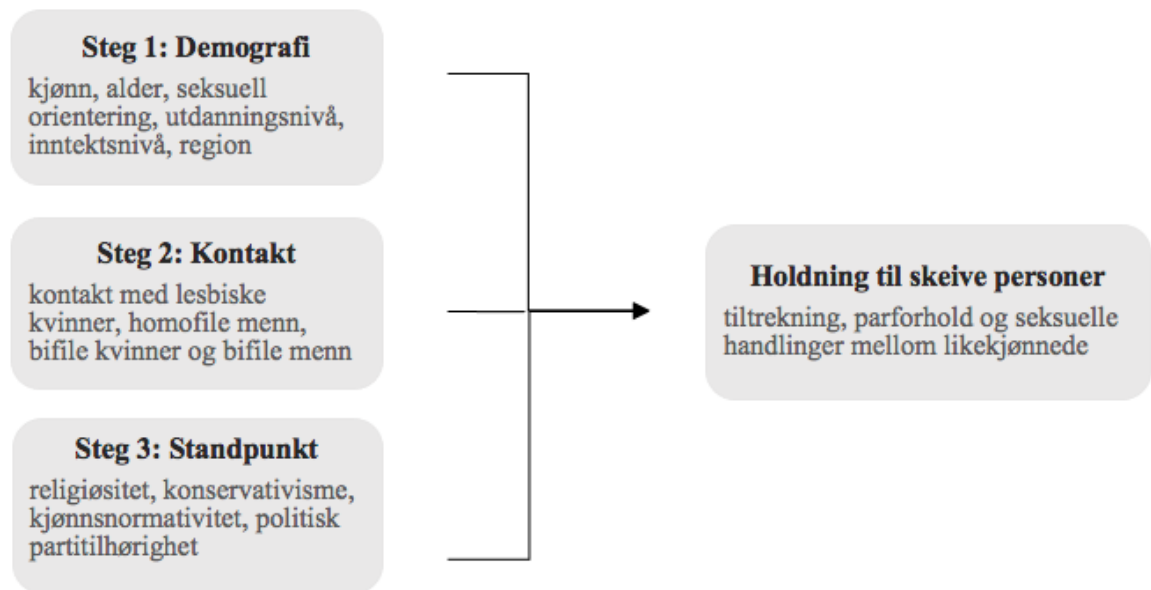 Steg 1: Demografi
kjønn, alder, seksuell
orientering, utdanningsnivå,
inntektsnivå, region
Steg 2: Kontakt
kontakt med lesbiske
kvinner, homofile menn,
bifile kvinner og bifile menn
Steg 3: Standpunkt
religiøsitet, konservativisme,
kjønnsnormativitet, politisk
partitilhørighet
Holdning til skeive personer
tiltrekning, parforhold og seksuelle
handlinger mellom likekjønnede